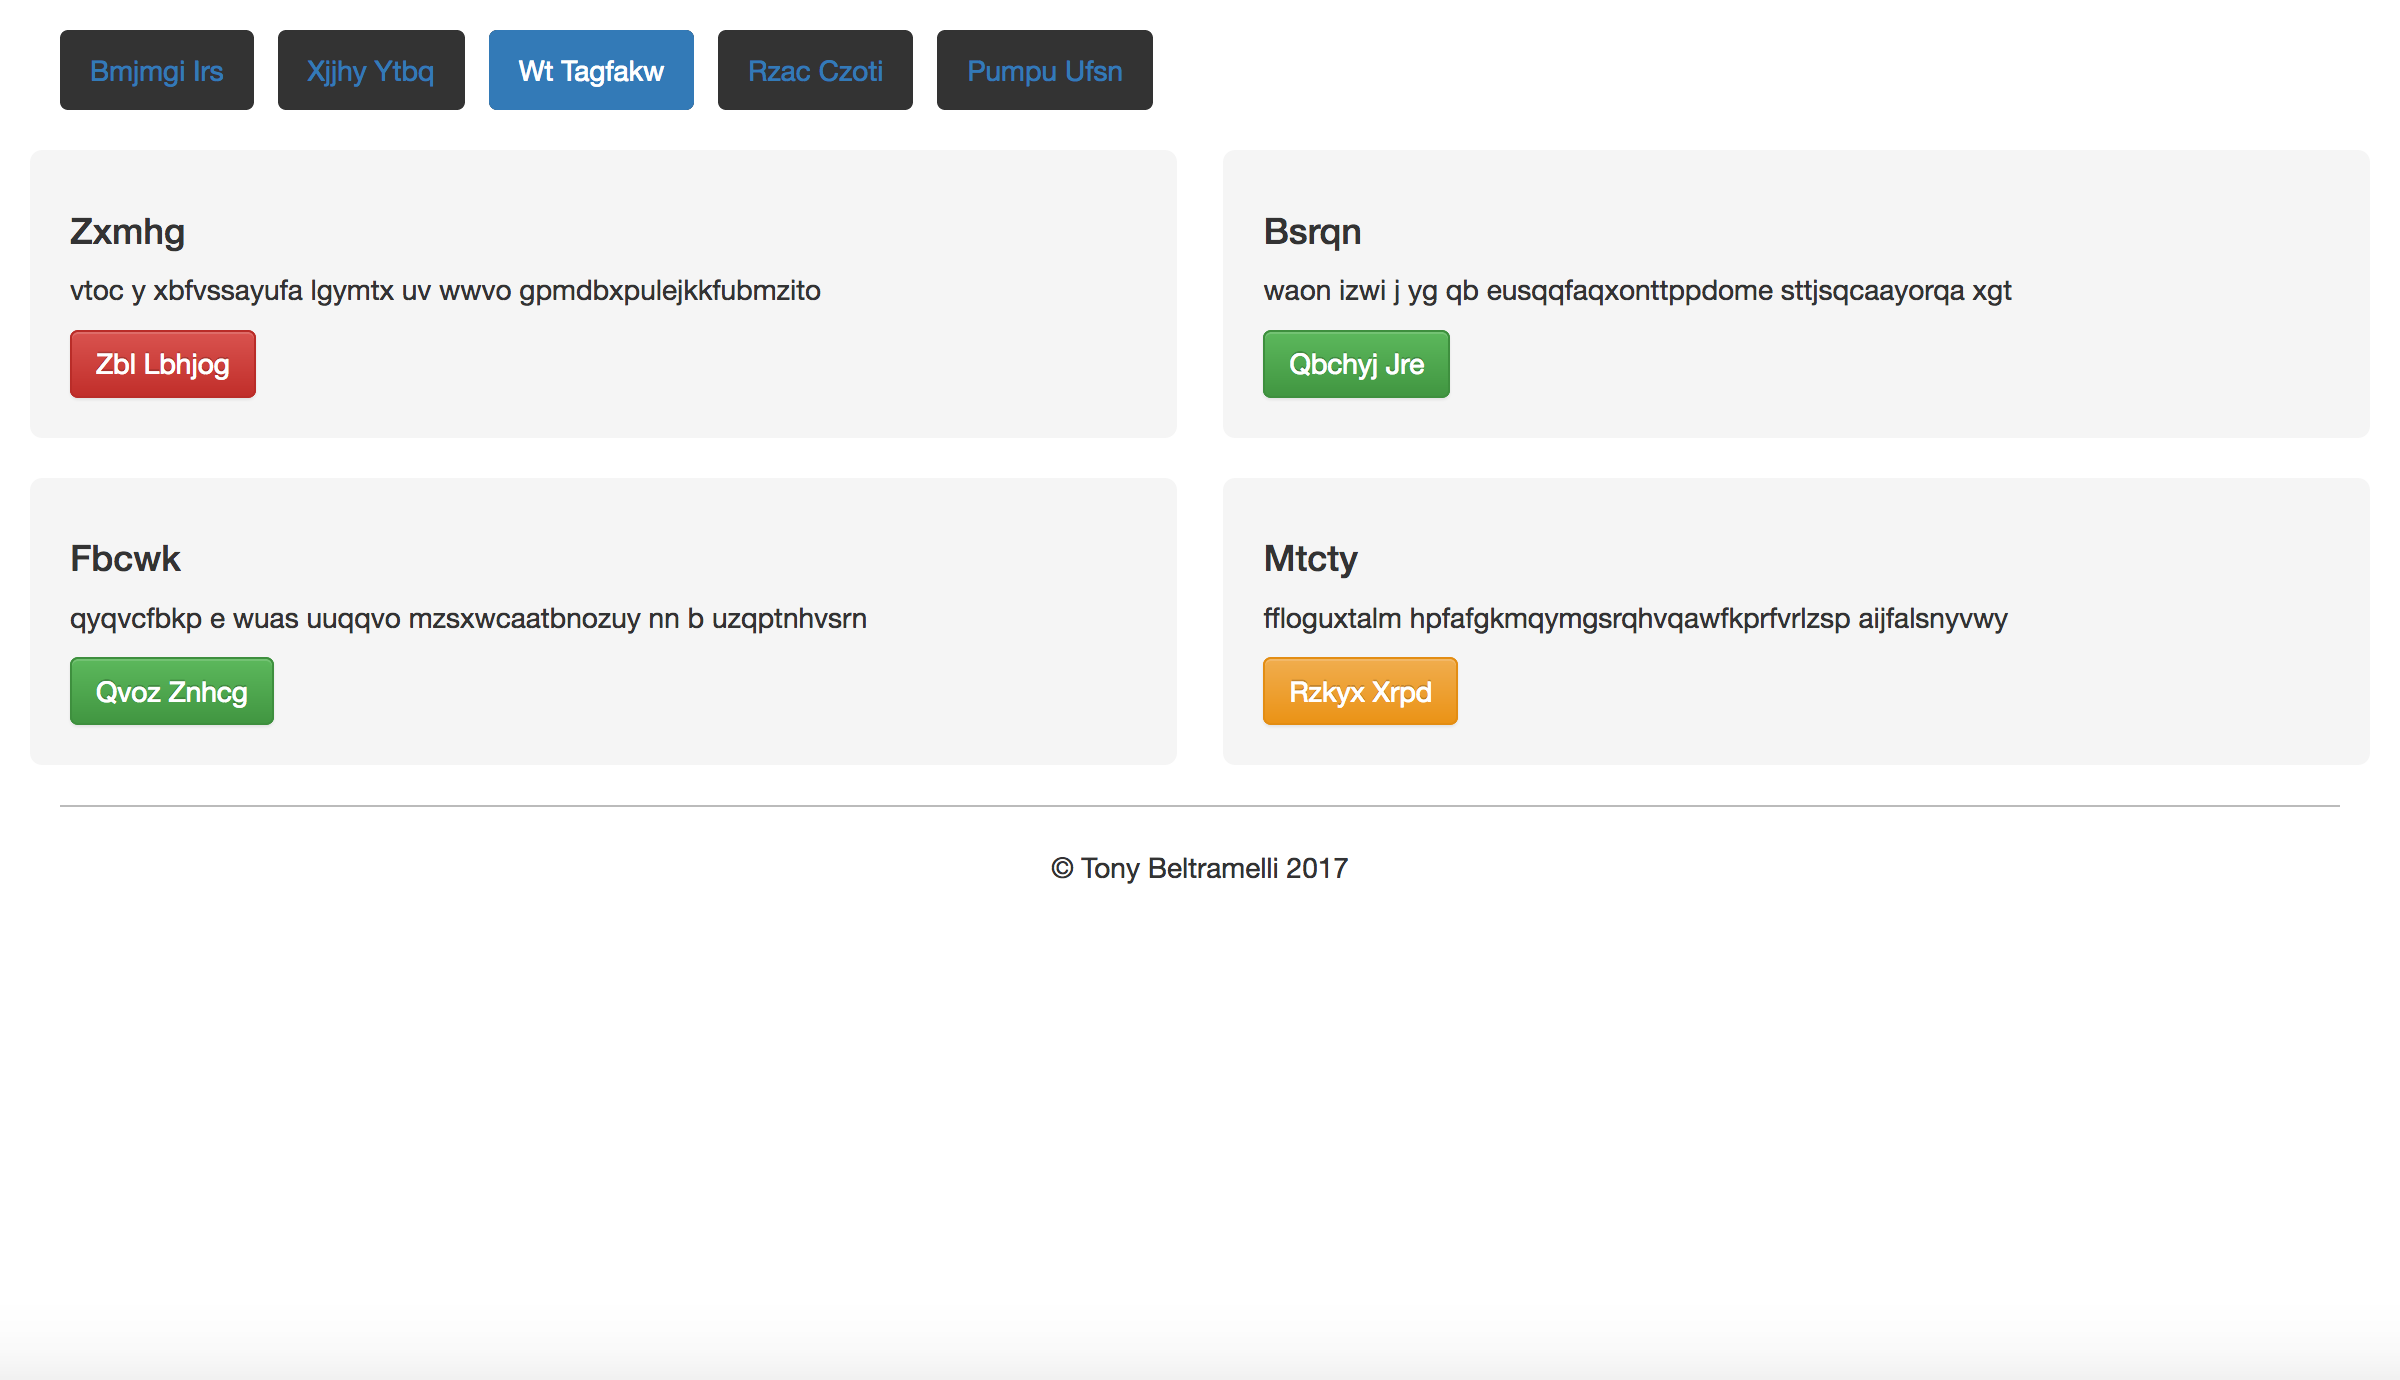 Bmjmgi Irs Xjjhy Ytbq Wt Tagfakw Rzac Czoti Pumpu Ufsn
Zxmhg
vtoc y xbfvssayufa lgymtx uv wwvo gpmdbxpulejkkfubmzito
Zbl Lbhjog
Bsrqn
waon izwi j yg qb eusqqfaqxonttppdome sttjsqcaayorqa xgt
Qbchyj Jre
Fbcwk
qyqvcfbkp e wuas uuqqvo mzsxwcaatbnozuy nn b uzqptnhvsrn
Qvoz Znhcg
Mtcty
ffloguxtalm hpfafgkmqymgsrqhvqawfkprfvrlzsp aijfalsnyvwy
Rzkyx Xrpd
© Tony Beltramelli 2017